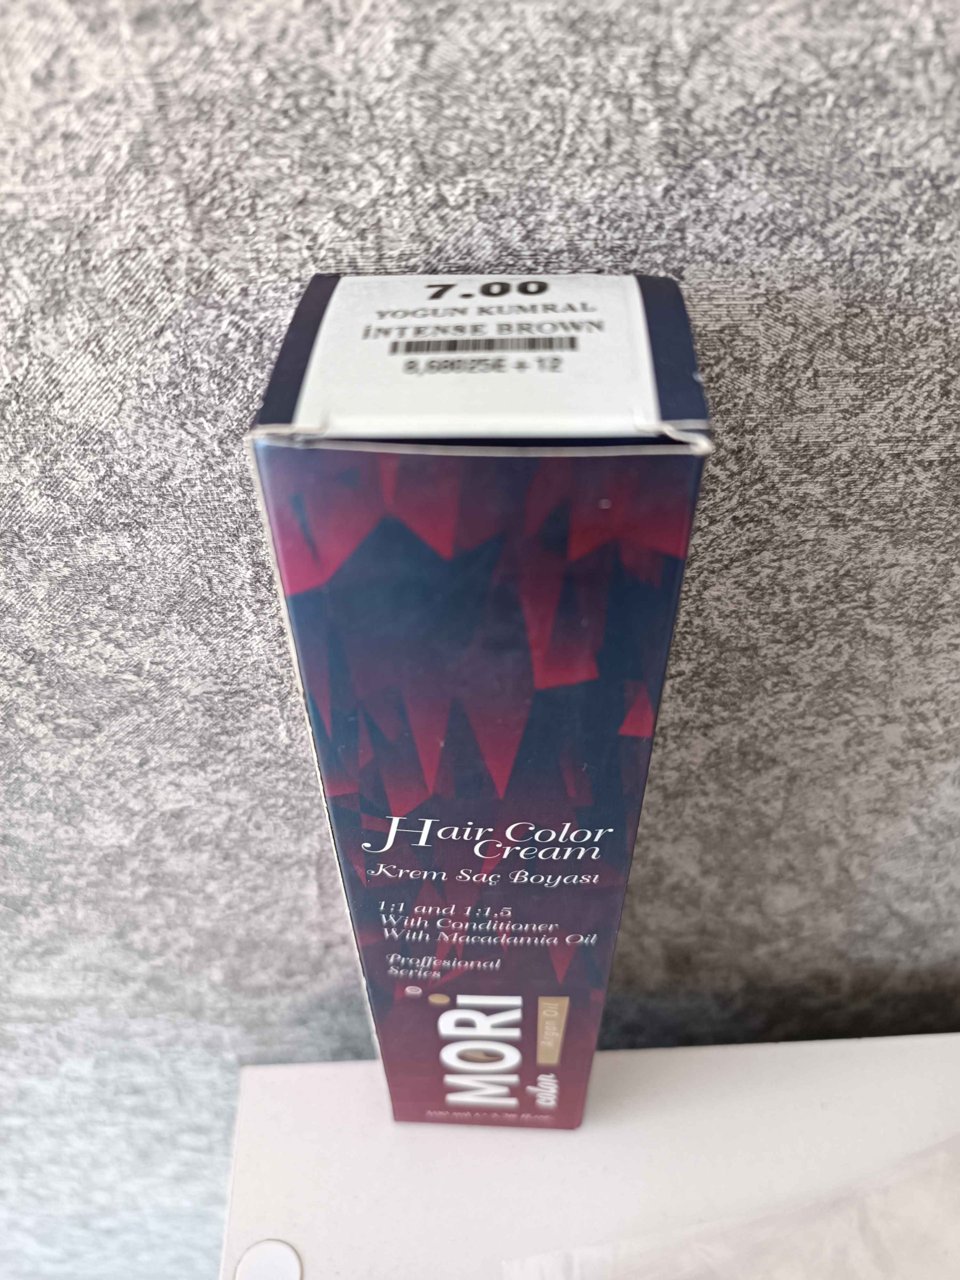 7.00
YOGUN KUMRAL
İNTENSE BROWN
8,68025E + 12
Hair Color
Cream
Krem Saç Boyası
1:1 and 1:1,5
With Conditioner
With Macadamia Oil
Proffesional
Series
MORi
color
Argan Oil